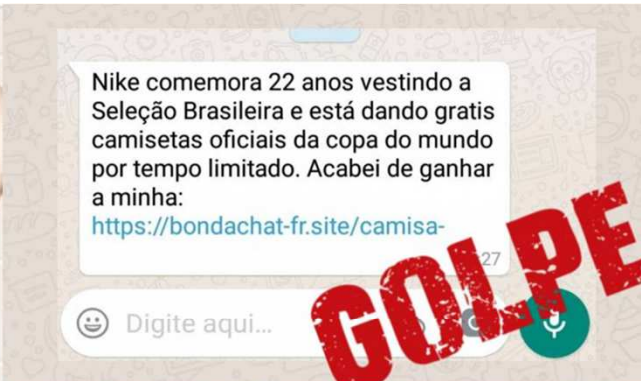 Nike comemora 22 anos vestindo a
Seleção Brasileira e está dando gratis
camisetas oficiais da copa do mundo
por tempo limitado. Acabei de ganhar
a minha:
https://bondachat-fr.site/camisa-
27
Digite aqui...
GOLPE